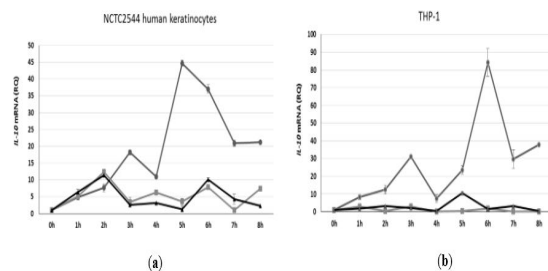 NCTC2544 human keratinocytes
IL-10 mRNA (RQ)
50
45
40
35
30
25
20
15
10
5
0
0h 1h 2h 3h 4h 5h 6h 7h 8h
(a)
THP-1
IL-10 mRNA (RQ)
100
90
80
70
60
50
40
30
20
10
0
0h 1h 2h 3h 4h 5h 6h 7h 8h
(b)